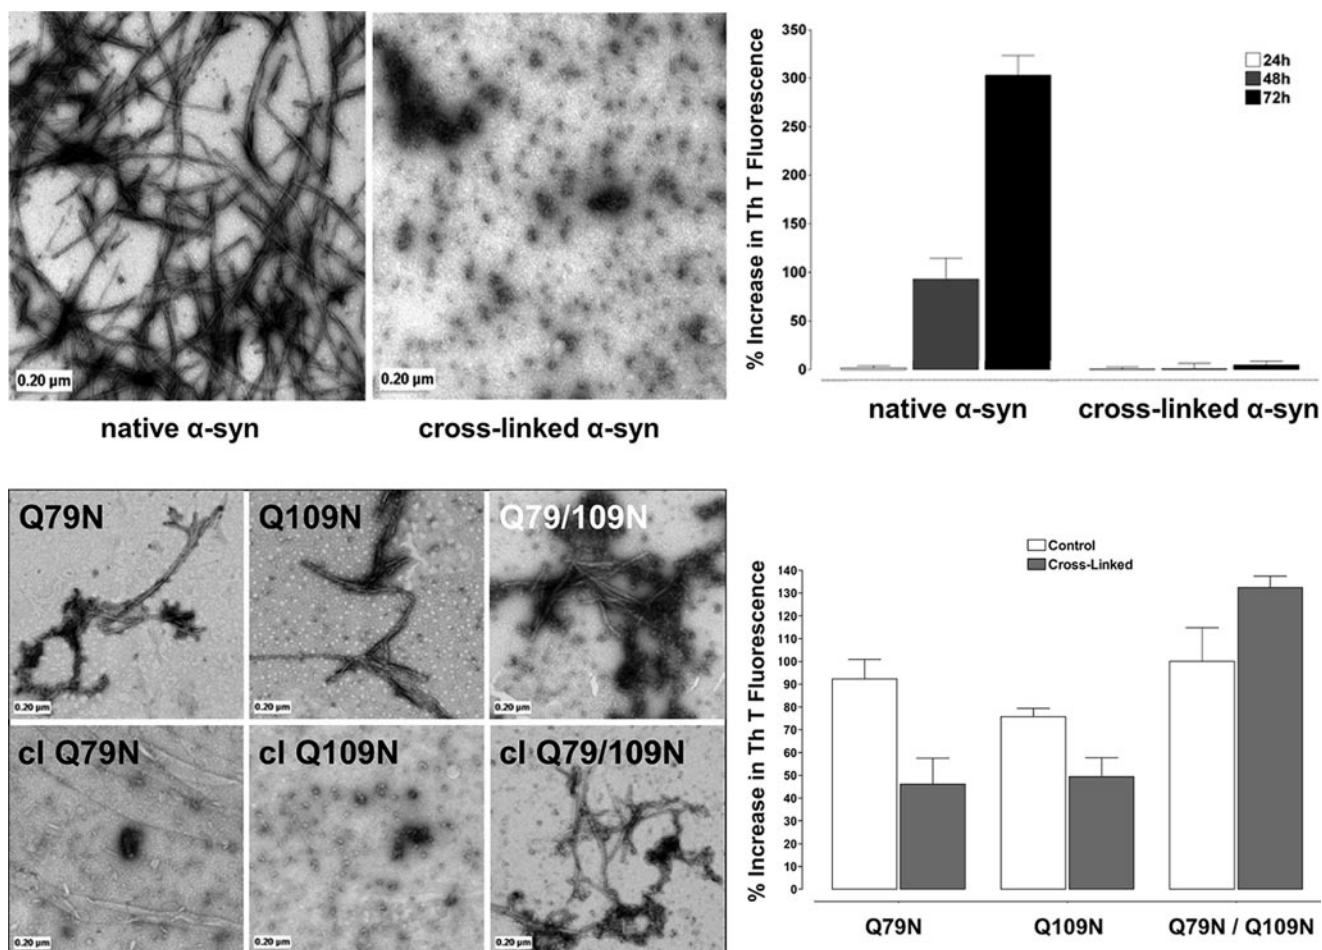 0.20 µm
0.20 µm
native α-syn
cross-linked α-syn
% Increase in Th T Fluorescence
350
300
250
200
150
100
50
0
24h
48h
72h
native α-syn
cross-linked α-syn
Q79N
Q109N
Q79/109N
0.20 µm
0.20 µm
0.20 µm
cl Q79N
cl Q109N
cl Q79/109N
0.20 µm
0.20 µm
0.20 µm
% Increase in Th T Fluorescence
140
130
120
110
100
90
80
70
60
50
40
30
20
10
0
Control
Cross-Linked
Q79N
Q109N
Q79N / Q109N